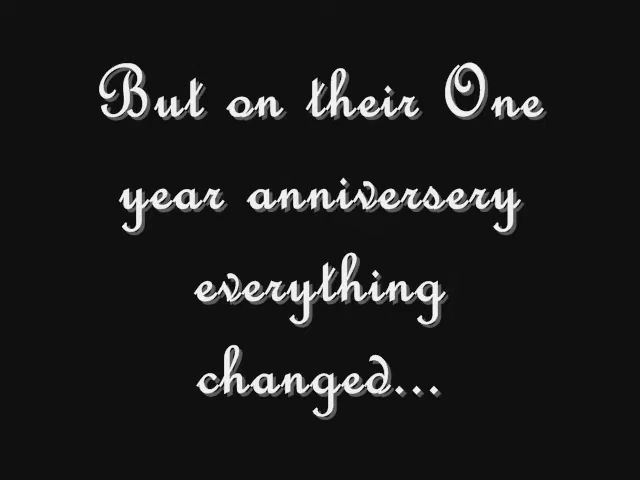 But on their One
year anniversery
everything
changed...